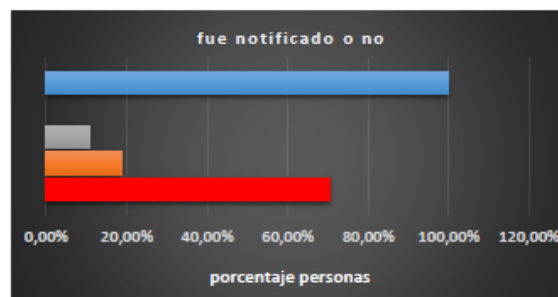 fue notificado o no
0,00% 20,00% 40,00% 60,00% 80,00% 100,00% 120,00%
porcentaje personas